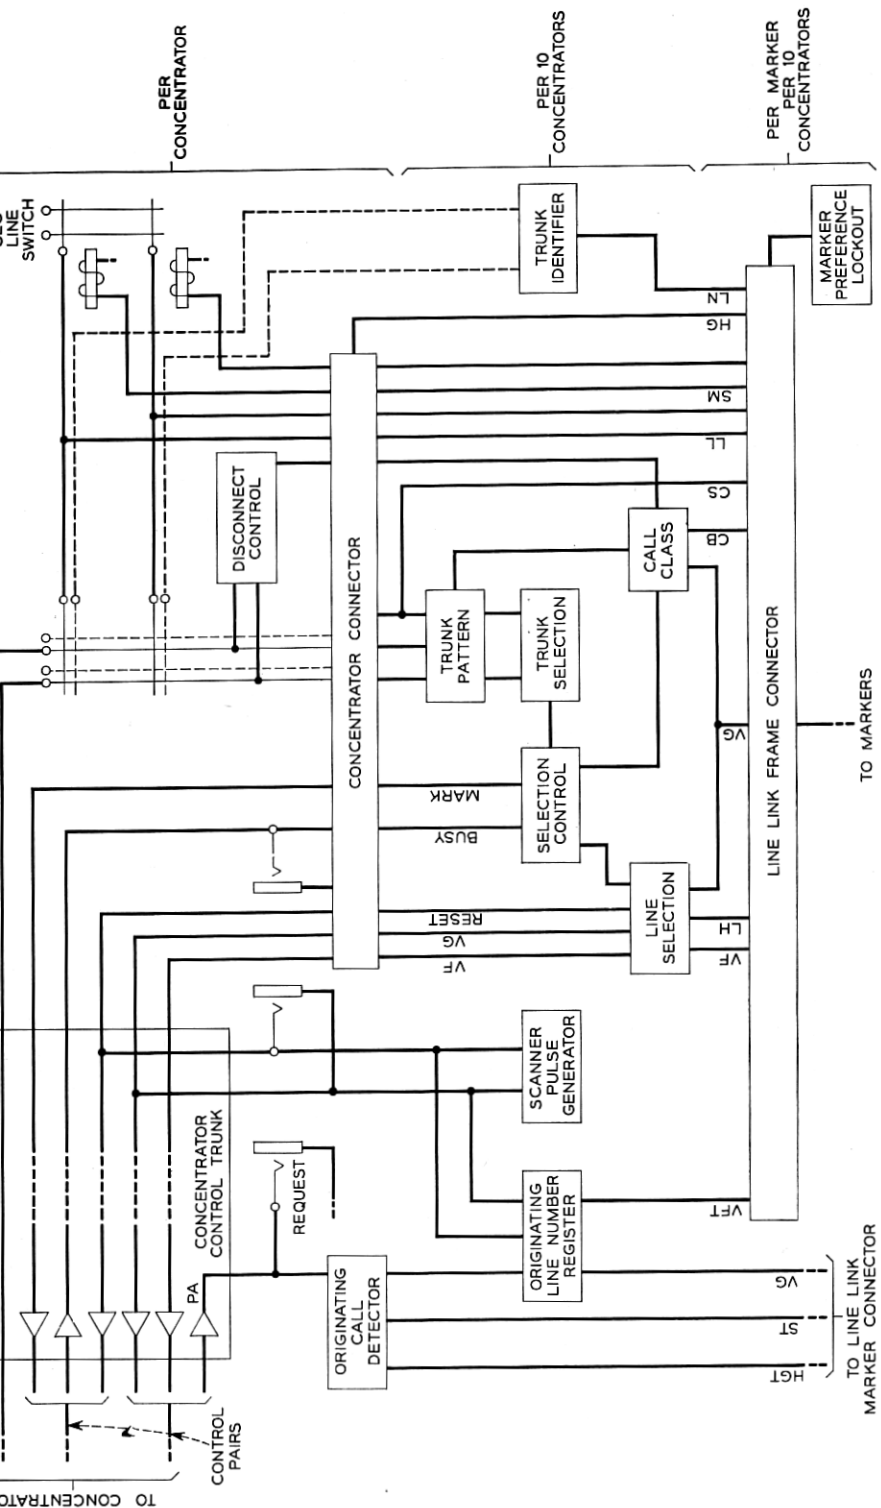 PER
CONCENTRATOR
PER 10
CONCENTRATORS
PER MARKER
PER 10
CONCENTRATORS
LINE
SWITCH
TRUNK
IDENTIFIER
MARKER
PREFERENCE
LOCKOUT
LN
HG
SM
LL
CS
CB
DISCONNECT
CONTROL
CALL
CLASS
CONCENTRATOR CONNECTOR
TRUNK
PATTERN
TRUNK
SELECTION
LINE LINK FRAME CONNECTOR
VG
TO MARKERS
SELECTION
CONTROL
MARK
BUSY
RESET
VG
VF
LINE
SELECTION
LH
VF
SCANNER
PULSE
GENERATOR
CONCENTRATOR
CONTROL TRUNK
REQUEST
ORIGINATING
LINE NUMBER
REGISTER
VFT
PA
ORIGINATING
CALL
DETECTOR
VG
ST
HGT
TO LINE LINK
MARKER CONNECTOR
CONTROL
PAIRS
TO